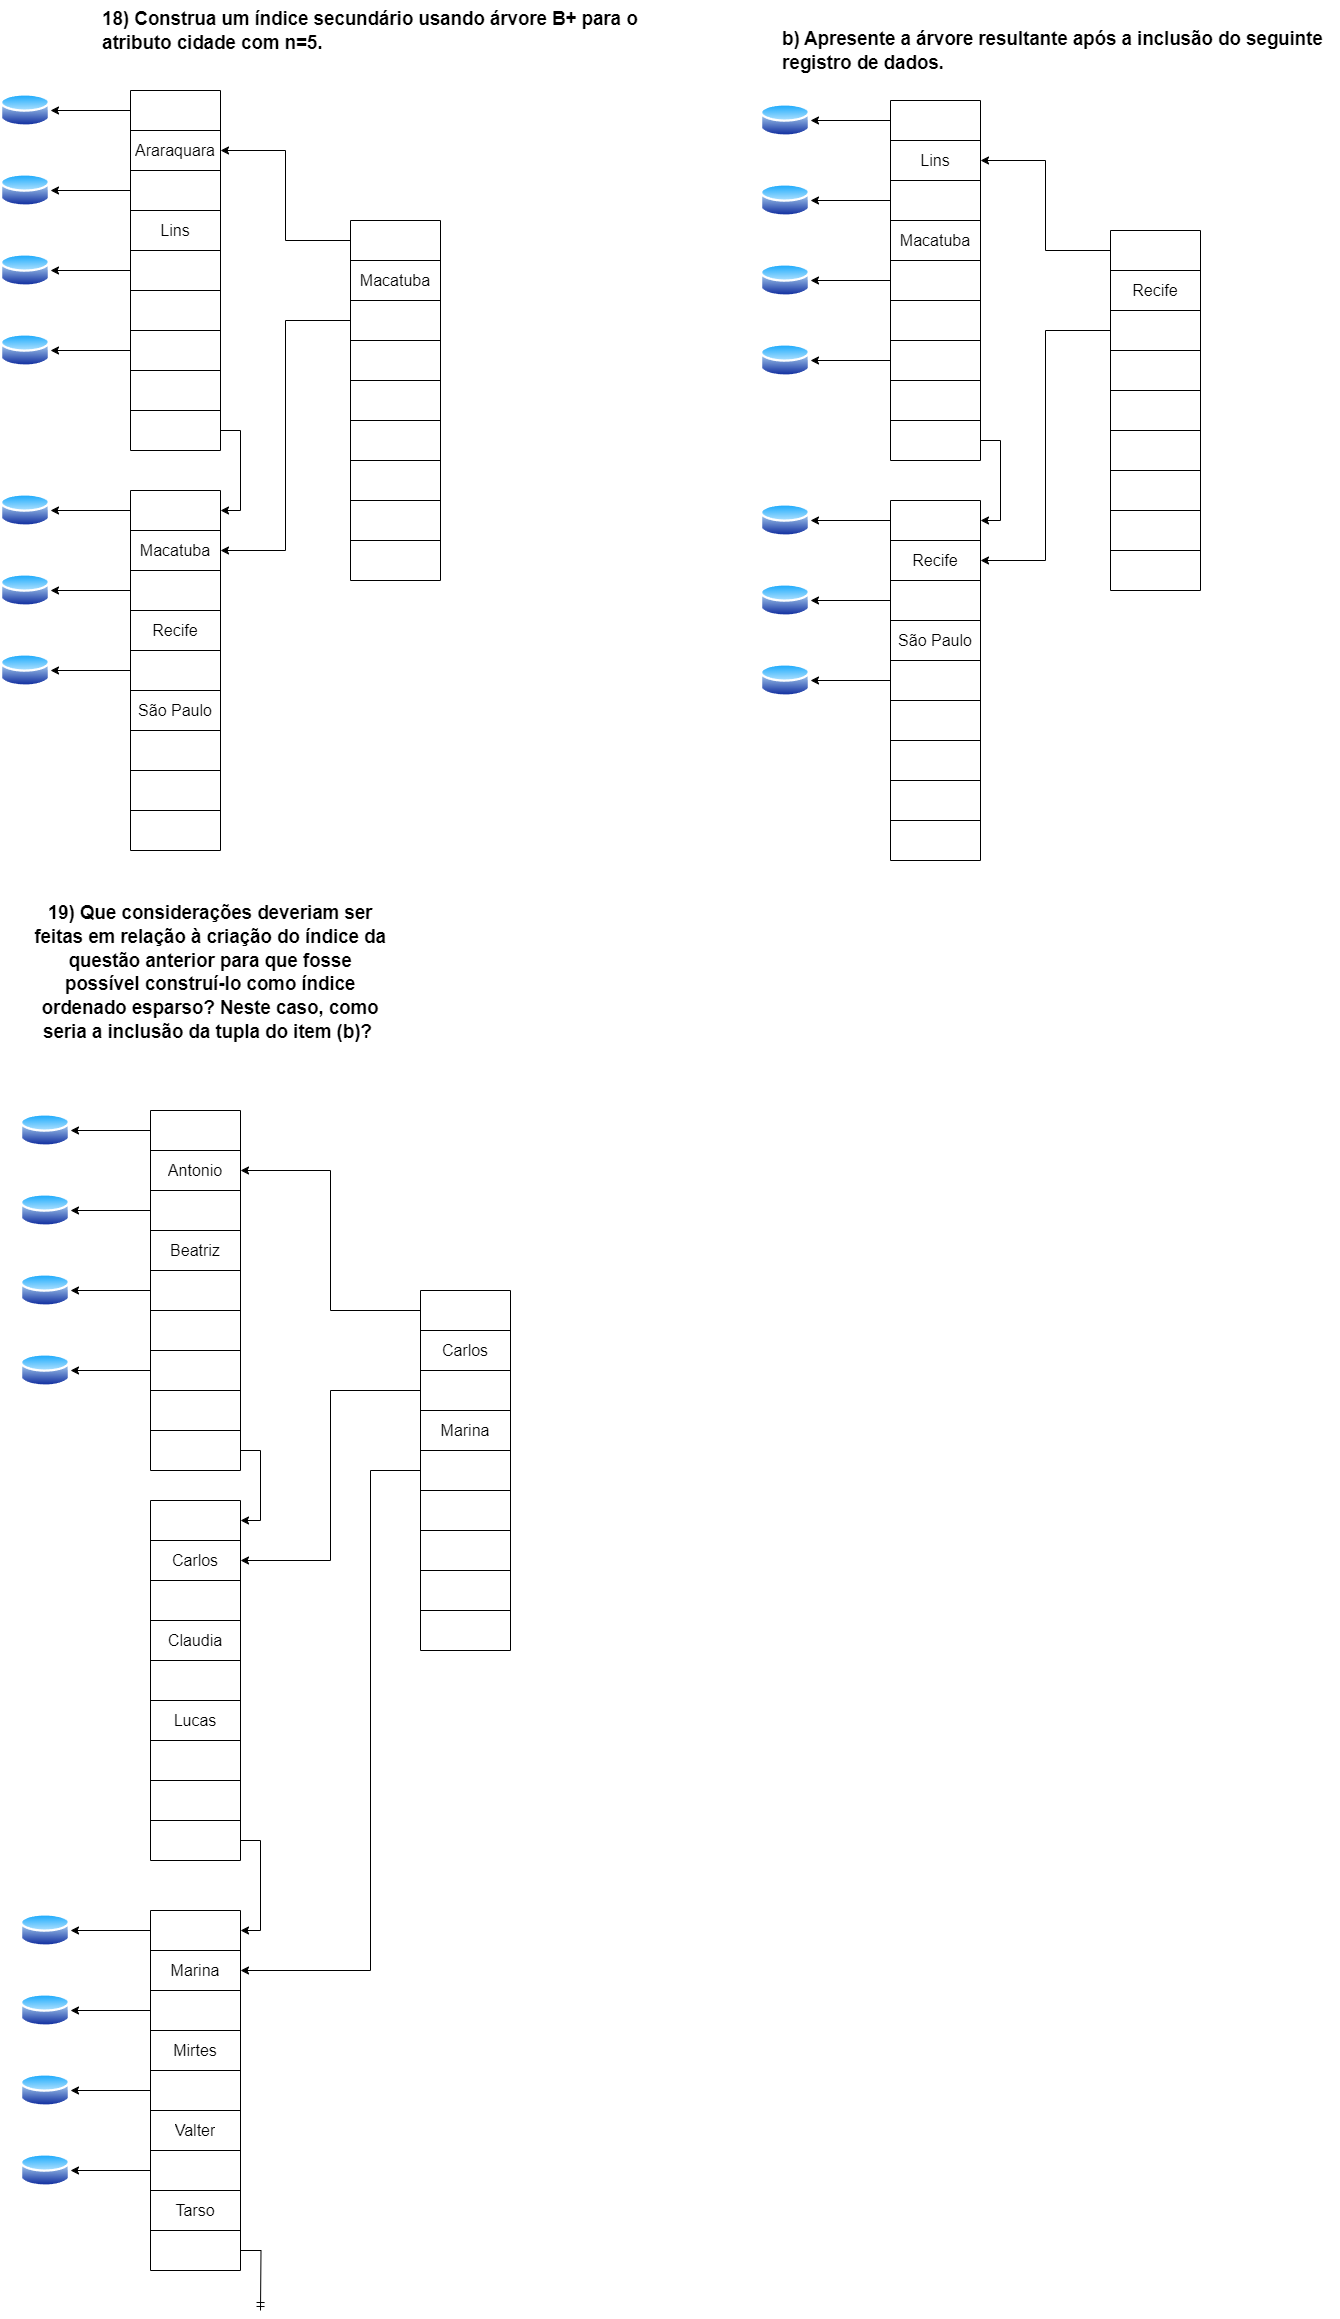 18) Construa um índice secundário usando árvore B+ para o
atributo cidade com n=5.
Araraquara
Lins
Macatuba
Recife
São Paulo
Macatuba
b) Apresente a árvore resultante após a inclusão do seguinte
registro de dados.
Lins
Macatuba
Recife
São Paulo
Recife
19) Que considerações deveriam ser
feitas em relação à criação do índice da
questão anterior para que fosse
possível construí-lo como índice
ordenado esparso? Neste caso, como
seria a inclusão da tupla do item (b)?
Antonio
Beatriz
Carlos
Claudia
Lucas
Marina
Mirtes
Valter
Tarso
Carlos
Marina